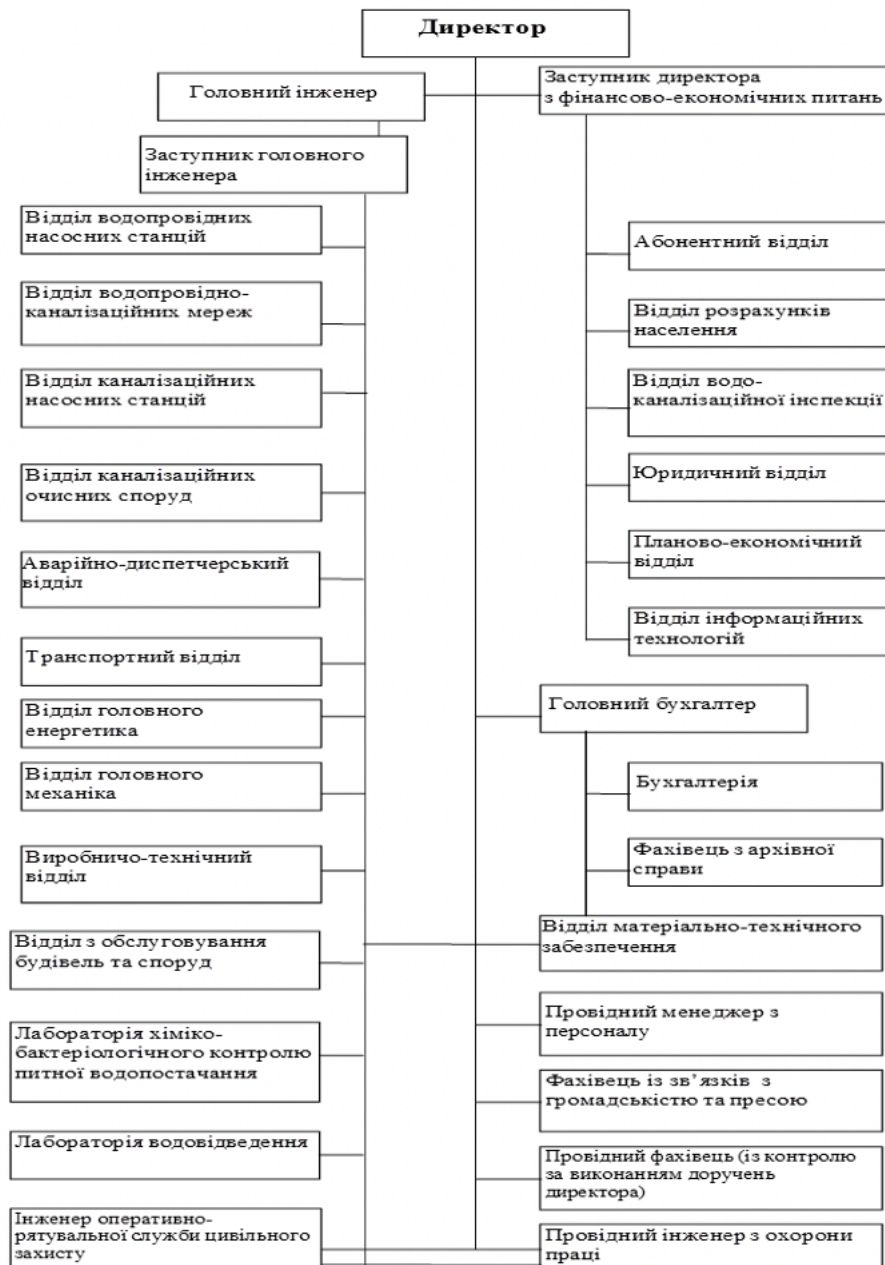 Директор
Головний інженер
Заступник директора
з фінансово-економічних питань
Заступник головного
інженера
Відділ водопровідних
насосних станцій
Відділ водопровідно-
каналізаційних мереж
Відділ каналізаційних
насосних станцій
Відділ каналізаційних
очисних споруд
Аварійно-диспетчерський
відділ
Транспортний відділ
Відділ головного
енергетика
Відділ головного
механіка
Виробничо-технічний
відділ
Відділ з обслуговування
будівель та споруд
Лабораторія хіміко-
бактеріологічного контролю
питної водопостачання
Лабораторія водовідведення
Інженер оперативно-
рятувальної служби цивільного
захисту
Абонентний відділ
Відділ розрахунків
населення
Відділ водо-
каналізаційної інспекції
Юридичний відділ
Планово-економічний
відділ
Відділ інформаційних
технологій
Головний бухгалтер
Бухгалтерія
Фахівець з архівної
справи
Відділ матеріально-технічного
забезпечення
Провідний менеджер з
персоналу
Фахівець із зв’язків з
громадськістю та пресою
Провідний фахівець (із контролю
за виконанням доручень
директора)
Провідний інженер з охорони
праці